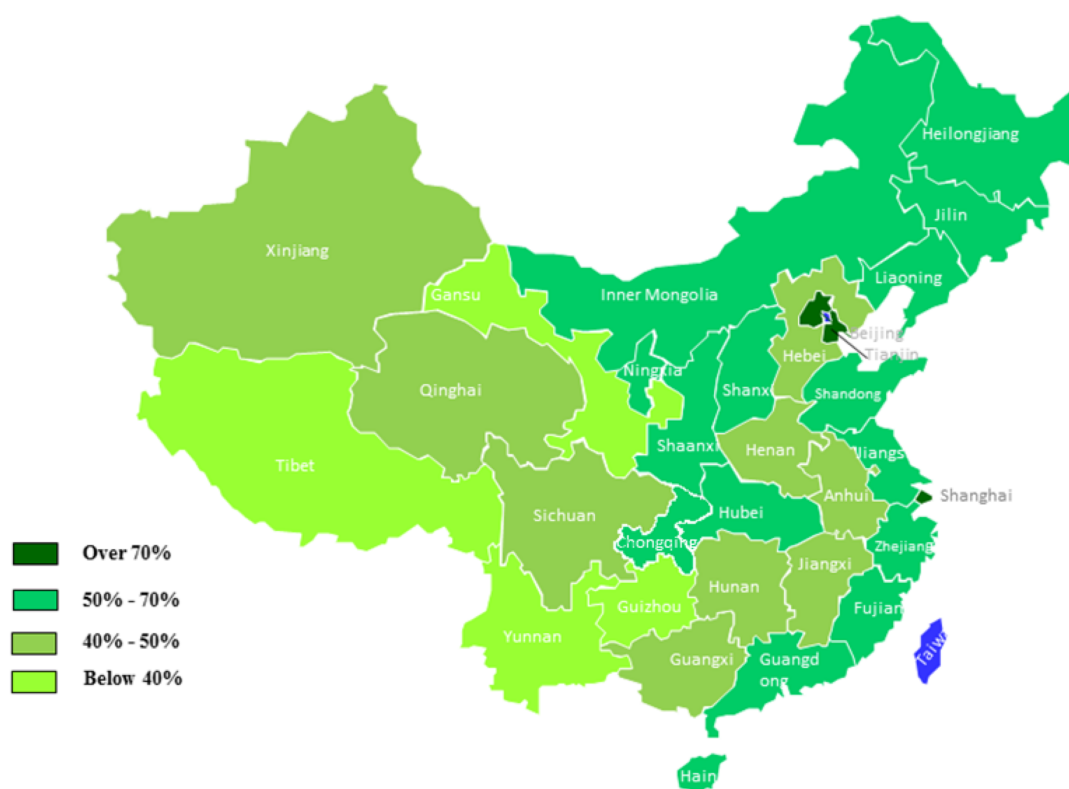 Heilongjiang
Jilin
Liaoning
Xinjiang
Gansu
Inner Mongolia
Beijing
Tianjin
Hebei
Ningxia
Shanx
Qinghai
Shandong
Shaanxi
Henan
Jiangs
Tibet
Anhui
Shanghai
Sichuan
Hubei
Chongqing
Zhejiang
Jiangxi
Hunan
Guizhou
Fujian
Yunnan
Taiwa
Guangxi
Guangd
ong
Hain
Over 70%
50% - 70%
40% - 50%
Below 40%